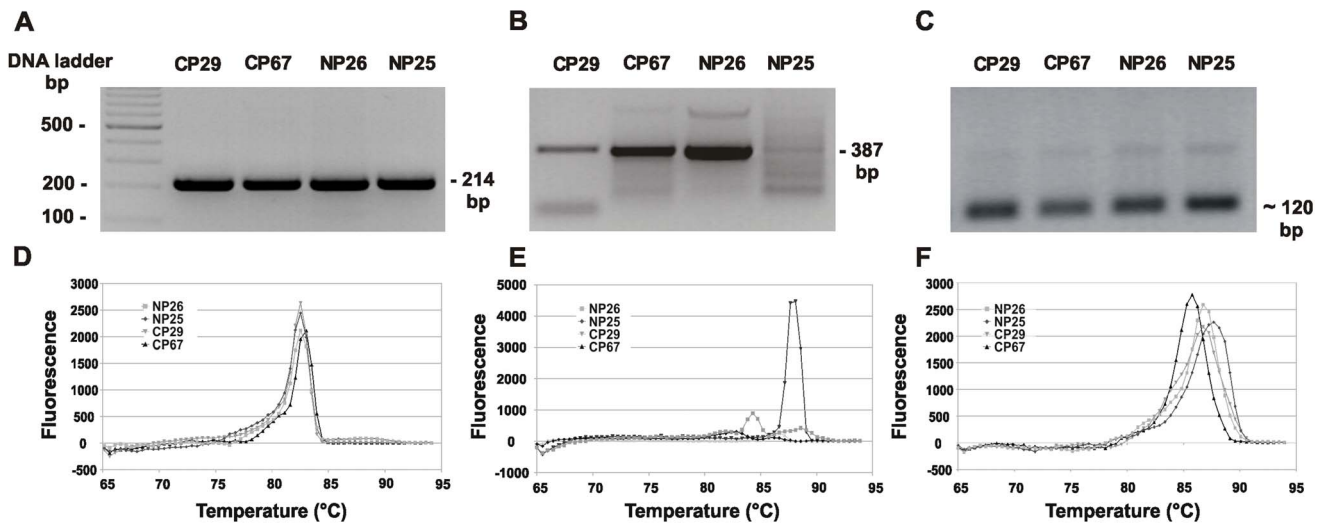 A
B
C
DNA ladder
bp
CP29 CP67 NP26 NP25
CP29 CP67 NP26 NP25
CP29 CP67 NP26 NP25
500 -
200 -
100 -
- 214
bp
- 387
bp
~ 120
bp
D
E
F
Fluorescence
3000
2500
2000
1500
1000
500
0
-500
NP26
NP25
CP29
CP67
65 70 75 80 85 90 95
Temperature (°C)
Fluorescence
5000
4000
3000
2000
1000
0
-1000
NP26
NP25
CP29
CP67
65 70 75 80 85 90 95
Temperature (°C)
Fluorescence
3000
2500
2000
1500
1000
500
0
-500
NP26
NP25
CP29
CP67
65 70 75 80 85 90 95
Temperature (°C)